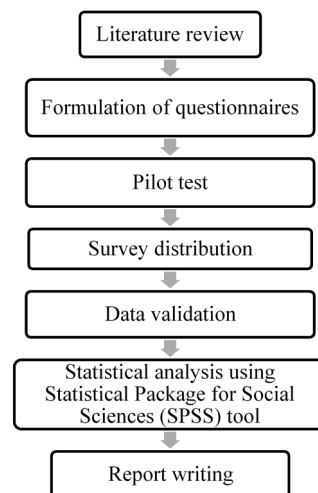 Literature review
Formulation of questionnaires
Pilot test
Survey distribution
Data validation
Statistical analysis using
Statistical Package for Social
Sciences (SPSS) tool
Report writing